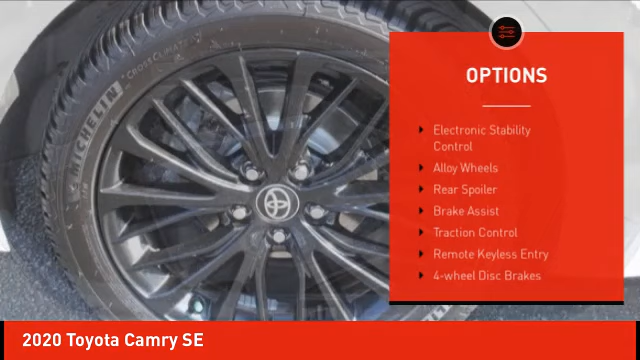 MICHELIN
CROSSCLIMATE
OPTIONS
Electronic Stability
Control
Alloy Wheels
Rear Spoiler
Brake Assist
Traction Control
Remote Keyless Entry
4-wheel Disc Brakes
2020 Toyota Camry SE